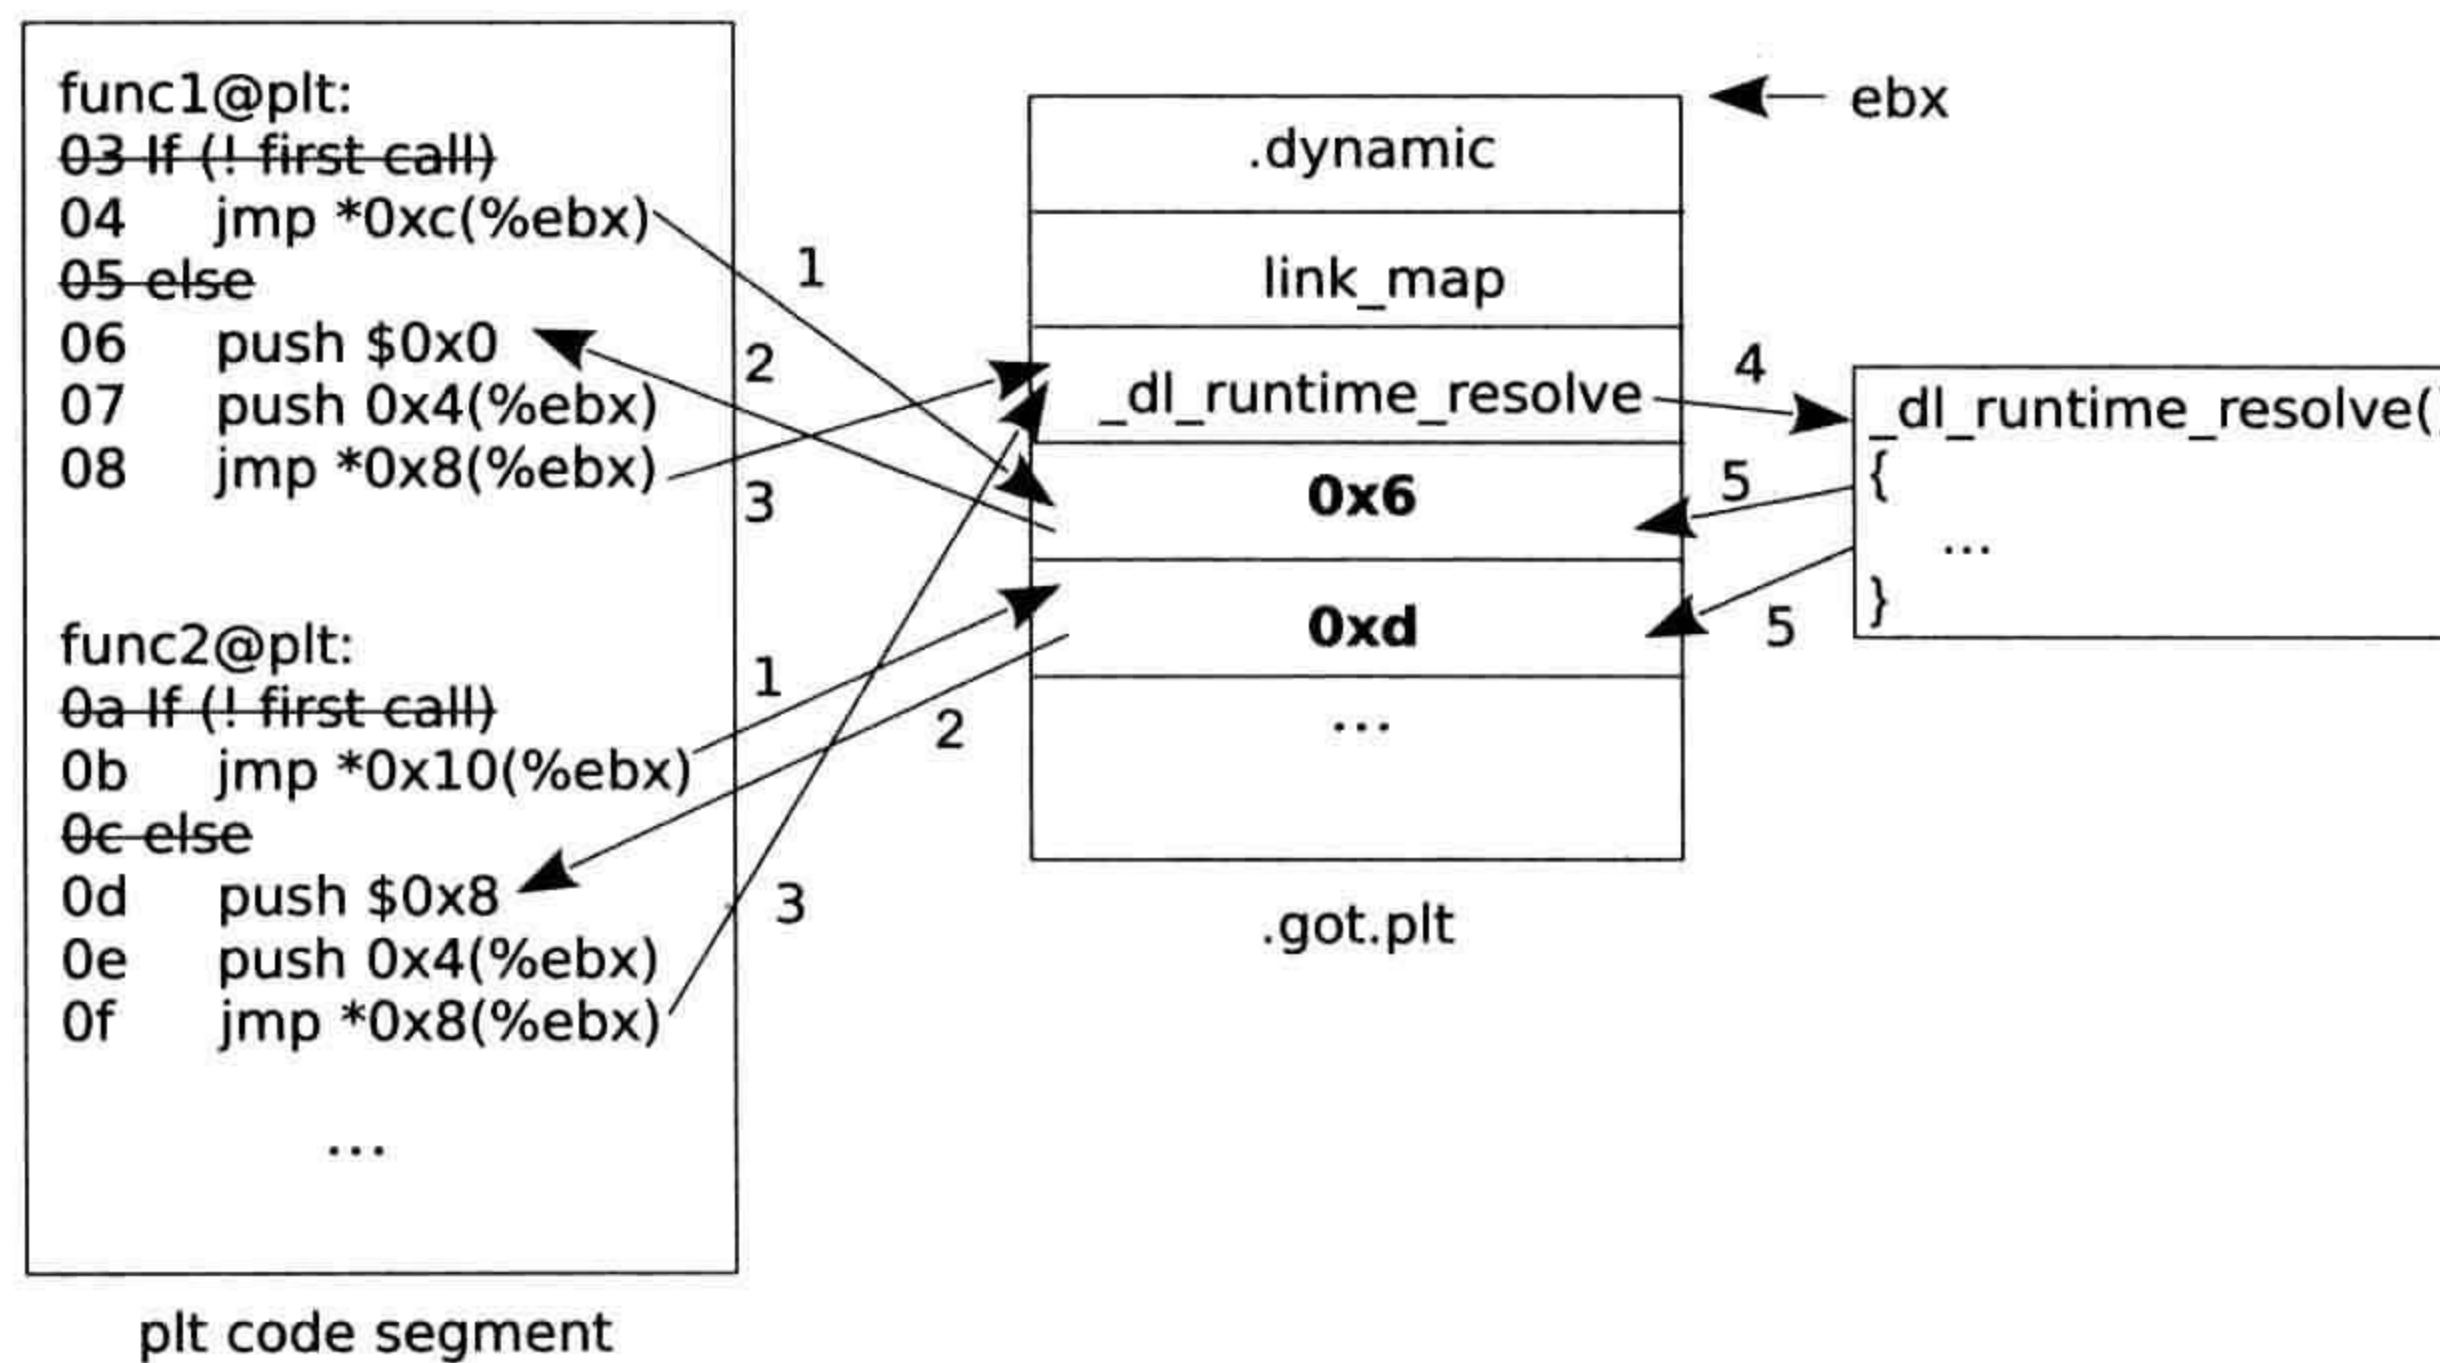 func1@plt:
03 If (! first call)
04 jmp *0xc(%ebx)
05 else
06 push $0x0
07 push 0x4(%ebx)
08 jmp *0x8(%ebx)
func2@plt:
0a If (! first call)
0b jmp *0x10(%ebx)
0c else
0d push $0x8
0e push 0x4(%ebx)
0f jmp *0x8(%ebx)
...
plt code segment
1
2
3
1
2
3
ebx
.dynamic
link_map
_dl_runtime_resolve
0x6
0xd
...
.got.plt
4
5
5
_dl_runtime_resolve()
{
...
}